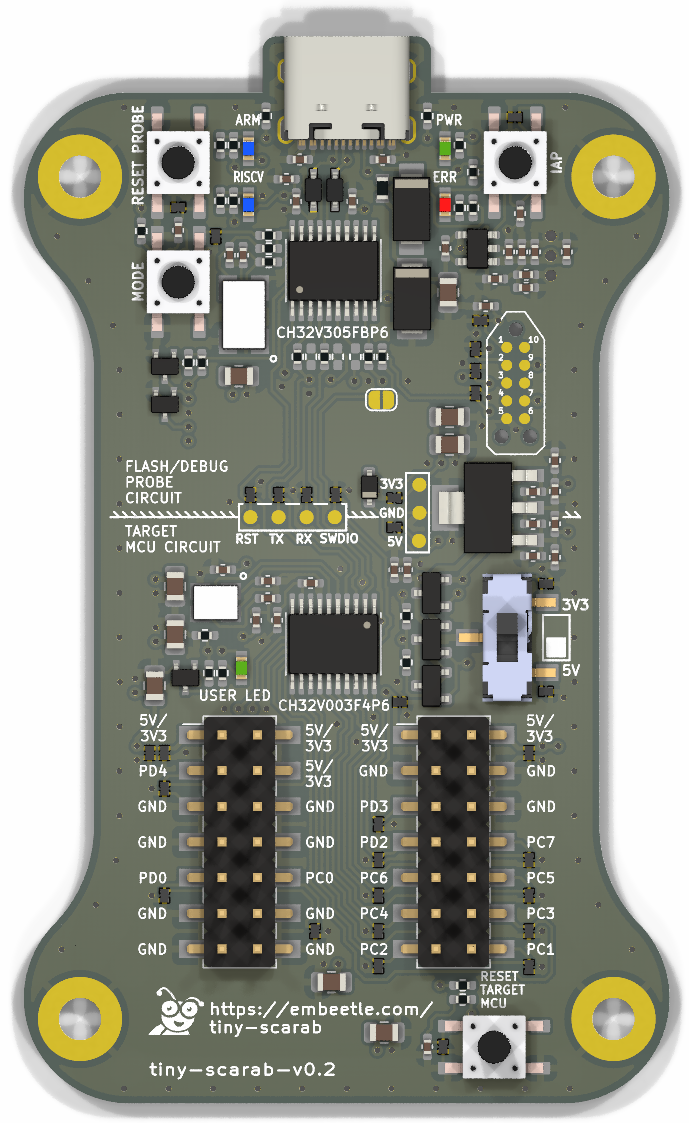 RESET PROBE
ARM
PWR
IAP
RISCV
ERR
MODE
CH32V305FBP6
1 10
2 9
3 8
4 7
5 6
FLASH/DEBUG
PROBE
CIRCUIT
3V3
GND
5V
RST TX RX SWDIO
TARGET
MCU CIRCUIT
3V3
5V
USER LED
CH32V003F4P6
5V/
3V3
5V/
3V3
5V/
3V3
5V/
3V3
PD4
5V/
3V3
GND
GND
GND
GND
PD3
GND
GND
GND
PD2
PC7
PD0
PC0
PC6
PC5
GND
GND
PC4
PC3
GND
GND
PC2
PC1
RESET
TARGET
MCU
https://embeetle.com/
tiny-scarab
tiny-scarab-v0.2